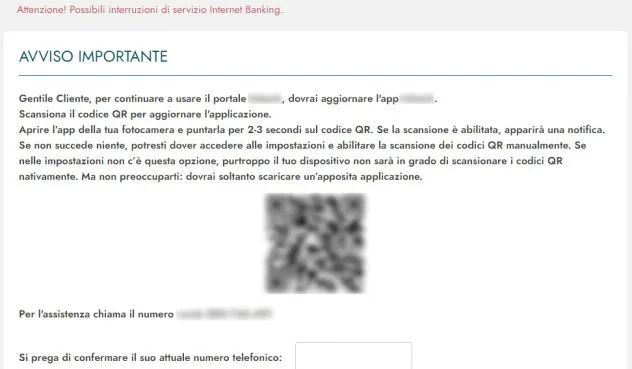 Attenzione! Possibili interruzioni di servizio Internet Banking.
AVVISO IMPORTANTE
Gentile Cliente, per continuare a usare il portale , dovrai aggiornare l'app .
Scansiona il codice QR per aggiornare l'applicazione.
Aprire l'app della tua fotocamera e puntarla per 2-3 secondi sul codice QR. Se la scansione è abilitata, apparirà una notifica.
Se non succede niente, potresti dover accedere alle impostazioni e abilitare la scansione dei codici QR manualmente. Se
nelle impostazioni non c'è questa opzione, purtroppo il tuo dispositivo non sarà in grado di scansionare i codici QR
nativamente. Ma non preoccuparti: dovrai soltanto scaricare un'apposita applicazione.
Per l'assistenza chiama il numero
Si prega di confermare il suo attuale numero telefonico: